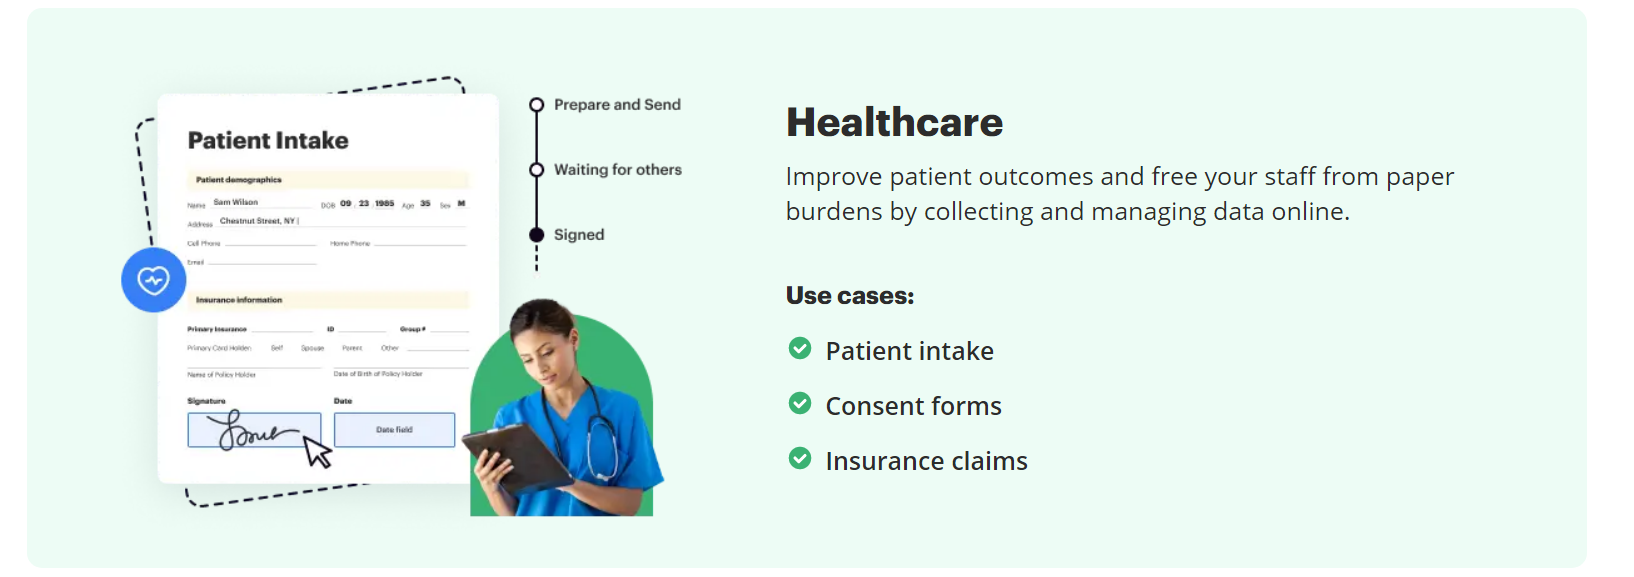 Patient Intake
Patient demographics
Name Sam Wilson DOB 09 23 1985 Age 35 Sex M
Address Chestnut Street, NY
Cell Phone Home Phone
Email
Insurance information
Primary Insurance ID Group #
Primary Card Holder: Self Spouse Parent Other
Name of Policy Holder Date of Birth of Policy Holder
Signature Date
Date field
Prepare and Send
Waiting for others
Signed
Healthcare
Improve patient outcomes and free your staff from paper
burdens by collecting and managing data online.
Use cases:
Patient intake
Consent forms
Insurance claims